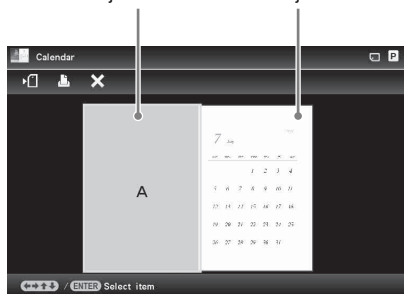 Calendar
P
A
7 July
1 2 3 4
5 6 7 8 9 10 11
12 13 14 15 16 17 18
19 20 21 22 23 24 25
26 27 28 29 30 31
/ ENTER Select item